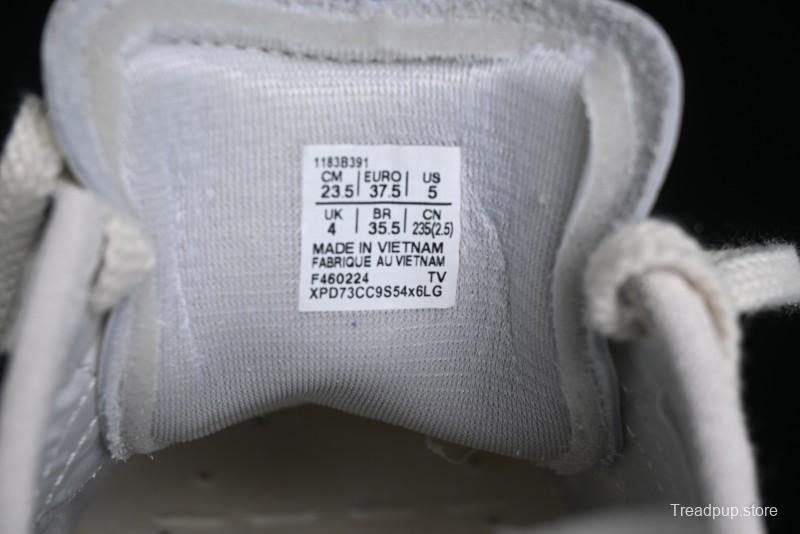 1183B391
CM EURO US
23.5 37.5 5
UK BR CN
4 35.5 235(2.5)
MADE IN VIETNAM
FABRIQUE AU VIETNAM
F460224 TV
XPD73CC9S54x6LG
Treadpup.store